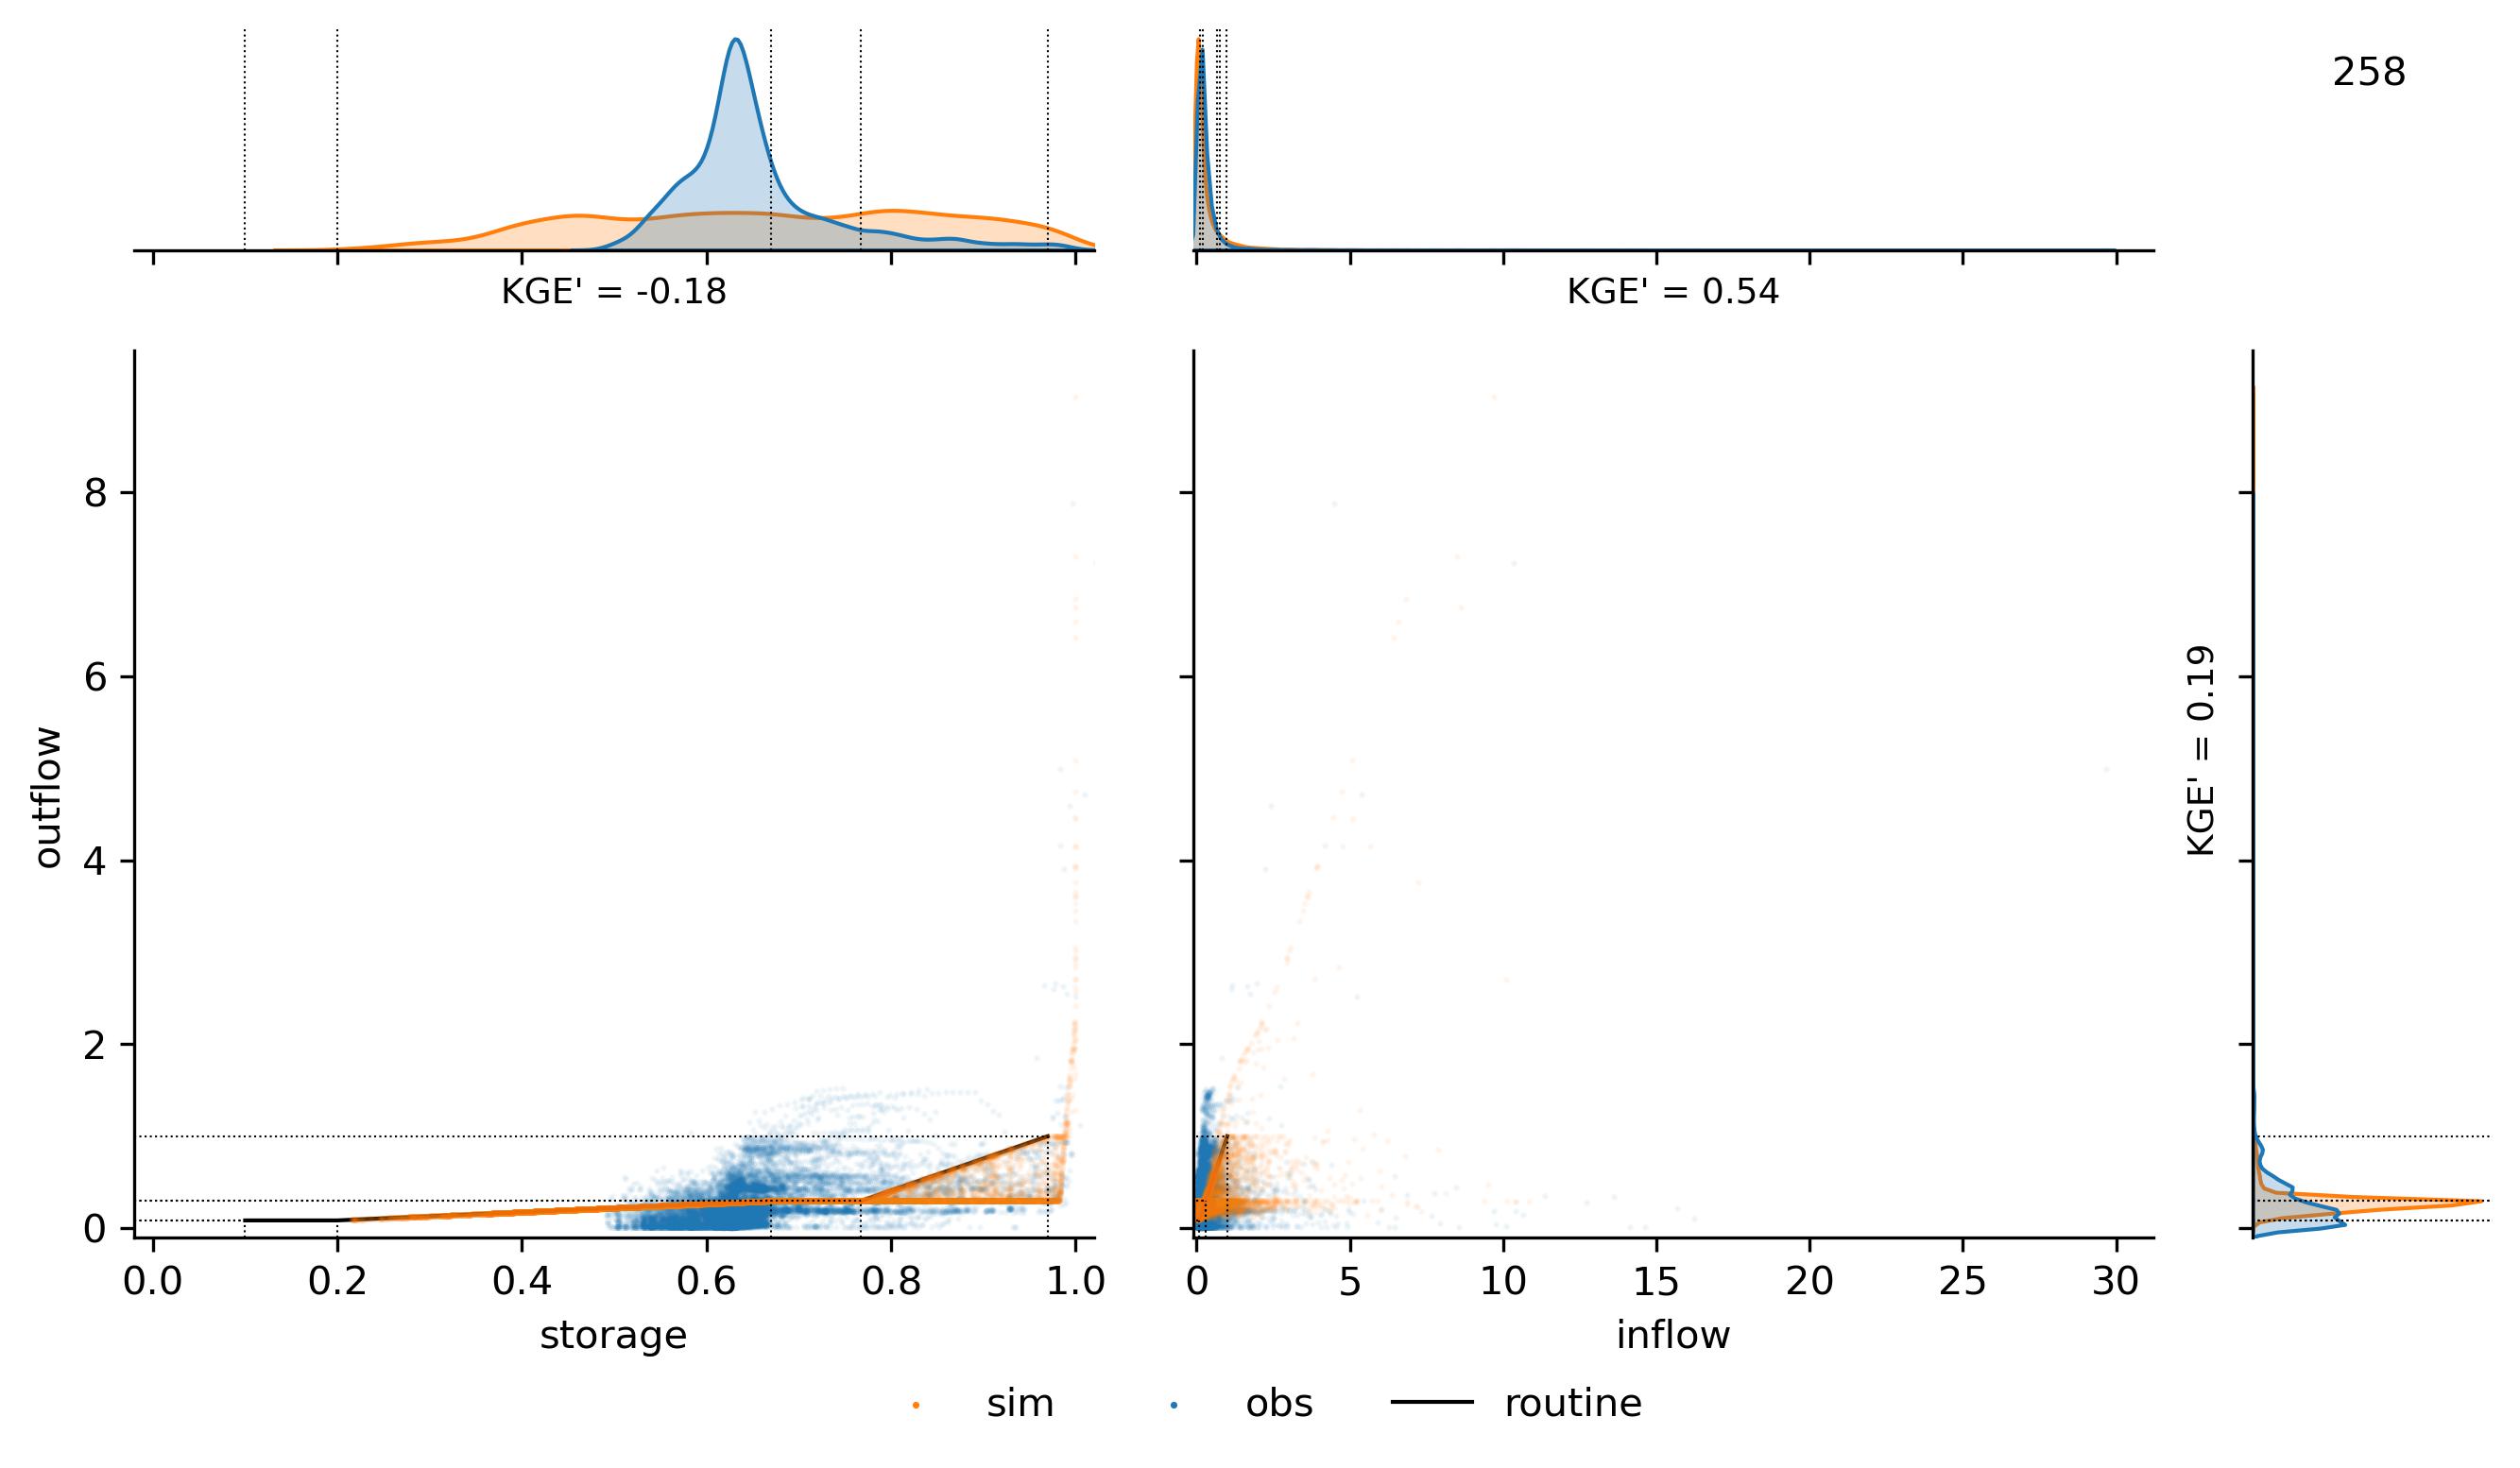 258
KGE' = -0.18
KGE' = 0.54
outflow
8
6
4
2
0
KGE' = 0.19
0.0 0.2 0.4 0.6 0.8 1.0
0 5 10 15 20 25 30
storage
inflow
sim obs routine